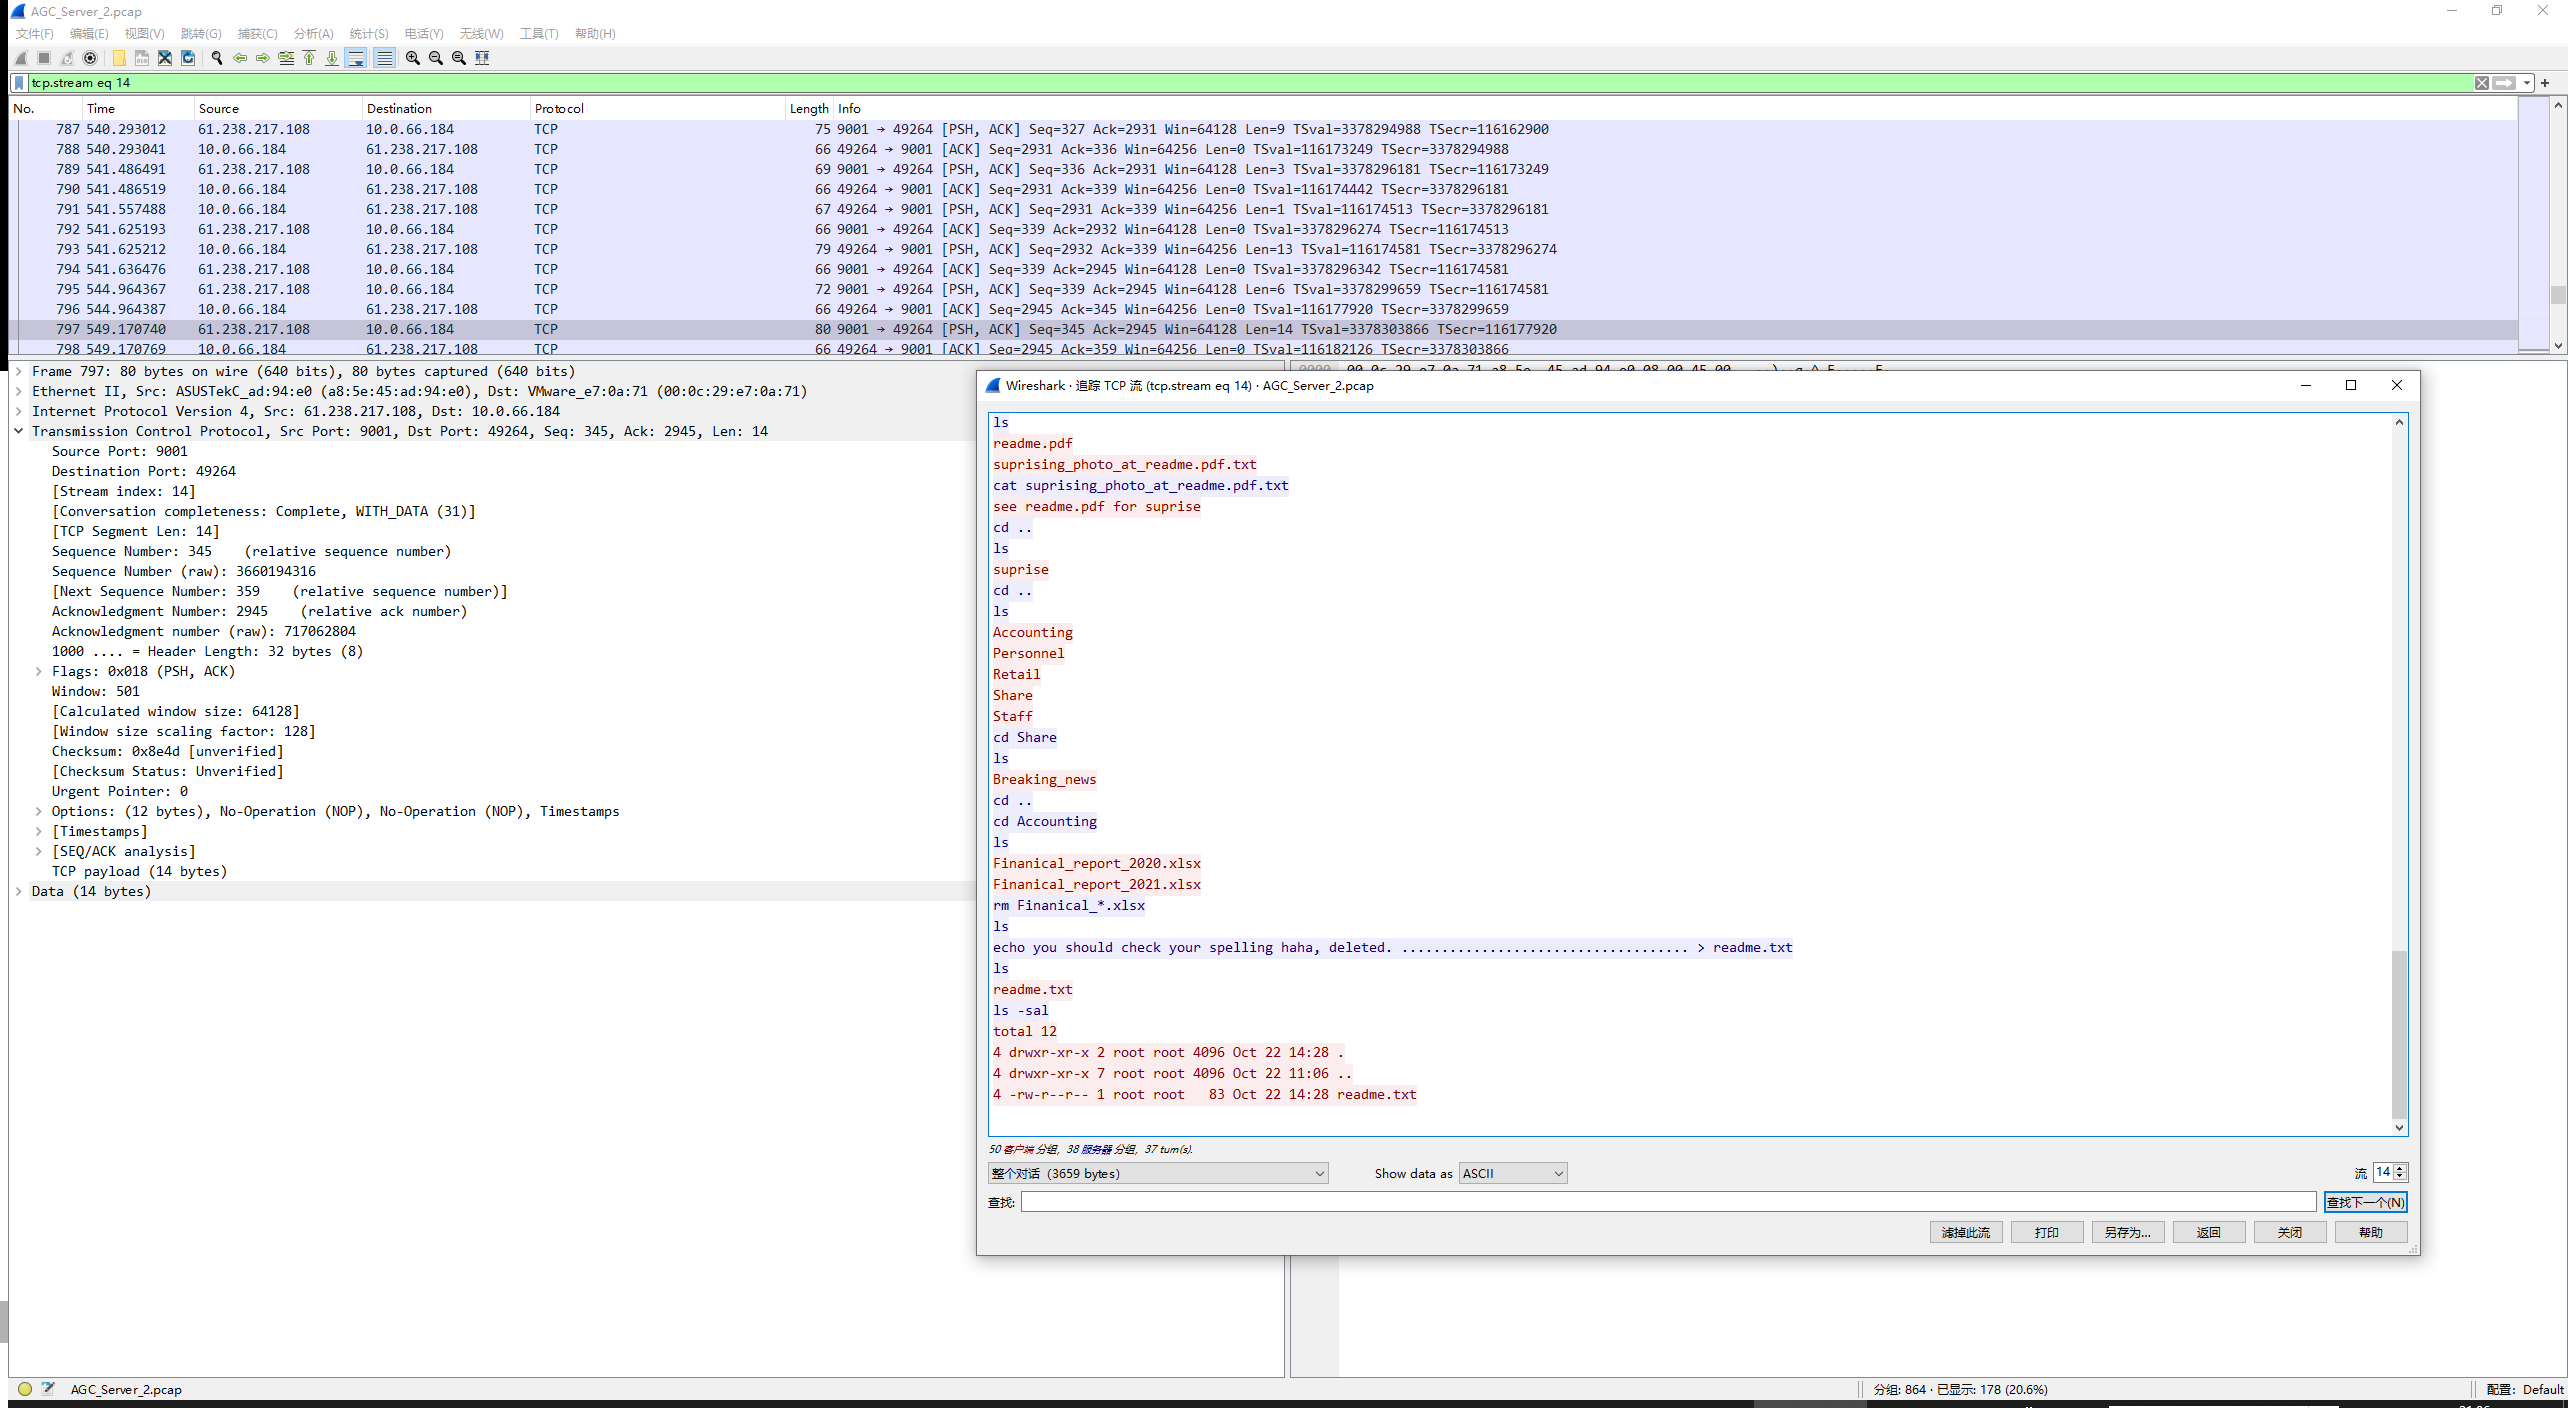 AGC_Server_2.pcap
文件(F) 编辑(E) 视图(V) 跳转(G) 捕获(C) 分析(A) 统计(S) 电话(Y) 无线(W) 工具(T) 帮助(H)
tcp.stream eq 14
No. Time Source Destination Protocol Length Info
787 540.293012 61.238.217.108 10.0.66.184 TCP 75 9001 → 49264 [PSH, ACK] Seq=327 Ack=2931 Win=64128 Len=9 TSval=3378294988 TSecr=116162900
788 540.293041 10.0.66.184 61.238.217.108 TCP 66 49264 → 9001 [ACK] Seq=2931 Ack=336 Win=64256 Len=0 TSval=116173249 TSecr=3378294988
789 541.486491 61.238.217.108 10.0.66.184 TCP 69 9001 → 49264 [PSH, ACK] Seq=336 Ack=2931 Win=64128 Len=3 TSval=3378296181 TSecr=116173249
790 541.486519 10.0.66.184 61.238.217.108 TCP 66 49264 → 9001 [ACK] Seq=2931 Ack=339 Win=64256 Len=0 TSval=116174442 TSecr=3378296181
791 541.557488 10.0.66.184 61.238.217.108 TCP 67 49264 → 9001 [PSH, ACK] Seq=2931 Ack=339 Win=64256 Len=1 TSval=116174513 TSecr=3378296181
792 541.625193 61.238.217.108 10.0.66.184 TCP 66 9001 → 49264 [ACK] Seq=339 Ack=2932 Win=64128 Len=0 TSval=3378296274 TSecr=116174513
793 541.625212 10.0.66.184 61.238.217.108 TCP 79 49264 → 9001 [PSH, ACK] Seq=2932 Ack=339 Win=64256 Len=13 TSval=116174581 TSecr=3378296274
794 541.636476 61.238.217.108 10.0.66.184 TCP 66 9001 → 49264 [ACK] Seq=339 Ack=2945 Win=64128 Len=0 TSval=3378296342 TSecr=116174581
795 544.964367 61.238.217.108 10.0.66.184 TCP 72 9001 → 49264 [PSH, ACK] Seq=339 Ack=2945 Win=64128 Len=6 TSval=3378299659 TSecr=116174581
796 544.964387 10.0.66.184 61.238.217.108 TCP 66 49264 → 9001 [ACK] Seq=2945 Ack=345 Win=64256 Len=0 TSval=116177920 TSecr=3378299659
797 549.170740 61.238.217.108 10.0.66.184 TCP 80 9001 → 49264 [PSH, ACK] Seq=345 Ack=2945 Win=64128 Len=14 TSval=3378303866 TSecr=116177920
798 549.170769 10.0.66.184 61.238.217.108 TCP 66 49264 → 9001 [ACK] Seq=2945 Ack=359 Win=64256 Len=0 TSval=116182126 TSecr=3378303866
Frame 797: 80 bytes on wire (640 bits), 80 bytes captured (640 bits)
Ethernet II, Src: ASUSTekC_ad:94:e0 (a8:5e:45:ad:94:e0), Dst: VMware_e7:0a:71 (00:0c:29:e7:0a:71)
Internet Protocol Version 4, Src: 61.238.217.108, Dst: 10.0.66.184
Transmission Control Protocol, Src Port: 9001, Dst Port: 49264, Seq: 345, Ack: 2945, Len: 14
Source Port: 9001
Destination Port: 49264
[Stream index: 14]
[Conversation completeness: Complete, WITH_DATA (31)]
[TCP Segment Len: 14]
Sequence Number: 345 (relative sequence number)
Sequence Number (raw): 3660194316
[Next Sequence Number: 359 (relative sequence number)]
Acknowledgment Number: 2945 (relative ack number)
Acknowledgment number (raw): 717062804
1000 .... = Header Length: 32 bytes (8)
Flags: 0x018 (PSH, ACK)
Window: 501
[Calculated window size: 64128]
[Window size scaling factor: 128]
Checksum: 0x8e4d [unverified]
[Checksum Status: Unverified]
Urgent Pointer: 0
Options: (12 bytes), No-Operation (NOP), No-Operation (NOP), Timestamps
[Timestamps]
[SEQ/ACK analysis]
TCP payload (14 bytes)
Data (14 bytes)
Wireshark · 追踪 TCP 流 (tcp.stream eq 14) · AGC_Server_2.pcap
ls
readme.pdf
suprising_photo_at_readme.pdf.txt
cat suprising_photo_at_readme.pdf.txt
see readme.pdf for suprise
cd ..
ls
suprise
cd ..
ls
Accounting
Personnel
Retail
Share
Staff
cd Share
ls
Breaking_news
cd ..
cd Accounting
ls
Finanical_report_2020.xlsx
Finanical_report_2021.xlsx
rm Finanical_*.xlsx
ls
echo you should check your spelling haha, deleted. .................................... > readme.txt
ls
readme.txt
ls -sal
total 12
4 drwxr-xr-x 2 root root 4096 Oct 22 14:28 .
4 drwxr-xr-x 7 root root 4096 Oct 22 11:06 ..
4 -rw-r--r-- 1 root root   83 Oct 22 14:28 readme.txt
50 客户端 分组, 38 服务器 分组, 37 turn(s).
整个对话 (3659 bytes) Show data as ASCII 流 14
查找: 查找下一个(N)
滤掉此流 打印 另存为... 返回 关闭 帮助
AGC_Server_2.pcap 分组: 864 · 已显示: 178 (20.6%) 配置: Default